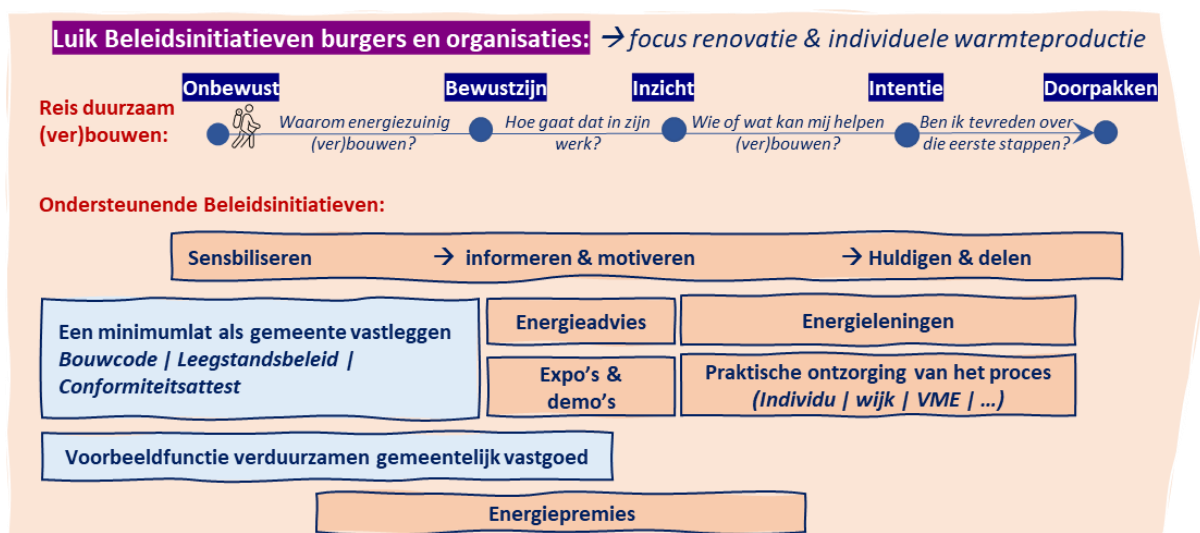 Luik Beleidsinitiatieven burgers en organisaties: → focus renovatie & individuele warmteproductie
Onbewust
Bewustzijn
Inzicht
Intentie
Doorpakken
Reis duurzaam
(ver)bouwen:
Waarom energiezuinig
(ver)bouwen?
Hoe gaat dat in zijn
werk?
Wie of wat kan mij helpen
(ver)bouwen?
Ben ik tevreden over
die eerste stappen?
Ondersteunende Beleidsinitiatieven:
Sensbiliseren → informeren & motiveren → Huldigen & delen
Een minimumlat als gemeente vastleggen
Bouwcode | Leegstandsbeleid |
Conformiteitsattest
Energieadvies
Energieleningen
Expo's &
demo's
Praktische ontzorging van het proces
(Individu | wijk | VME | ...)
Voorbeeldfunctie verduurzamen gemeentelijk vastgoed
Energiepremies